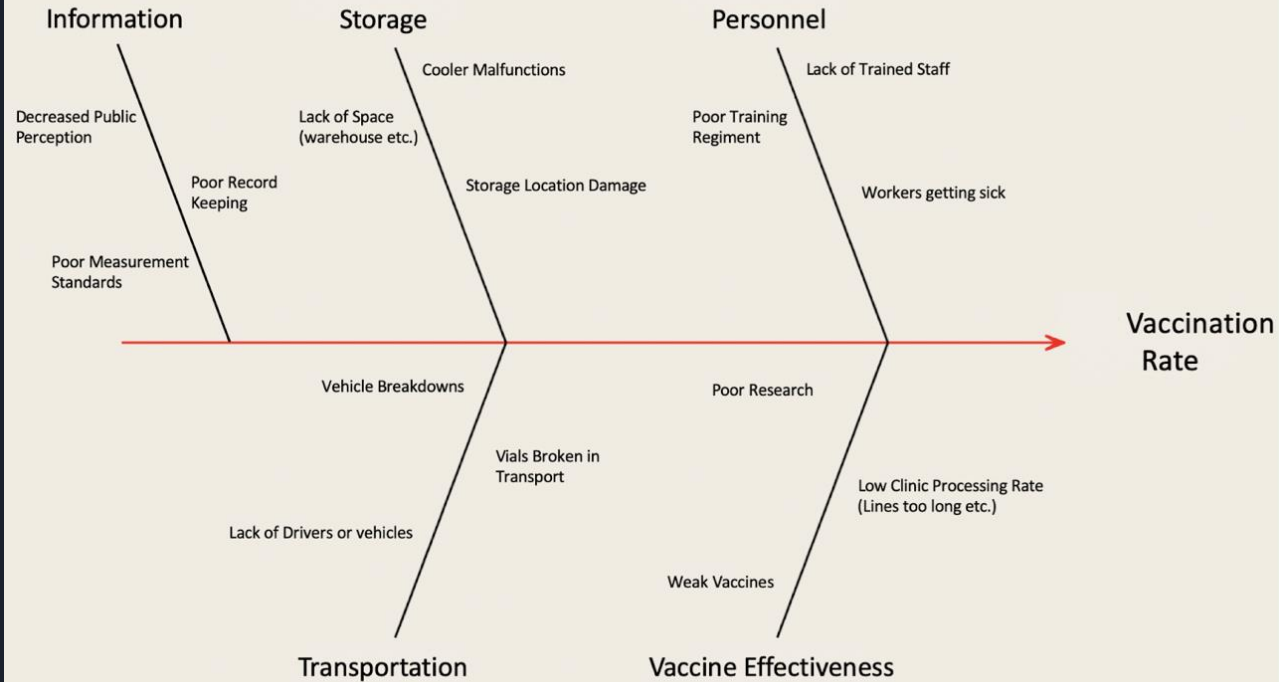 Information
Storage
Personnel
Cooler Malfunctions
Lack of Trained Staff
Decreased Public
Perception
Lack of Space
(warehouse etc.)
Poor Training
Regiment
Poor Record
Keeping
Storage Location Damage
Workers getting sick
Poor Measurement
Standards
Vaccination
Rate
Vehicle Breakdowns
Poor Research
Vials Broken in
Transport
Low Clinic Processing Rate
(Lines too long etc.)
Lack of Drivers or vehicles
Weak Vaccines
Transportation
Vaccine Effectiveness